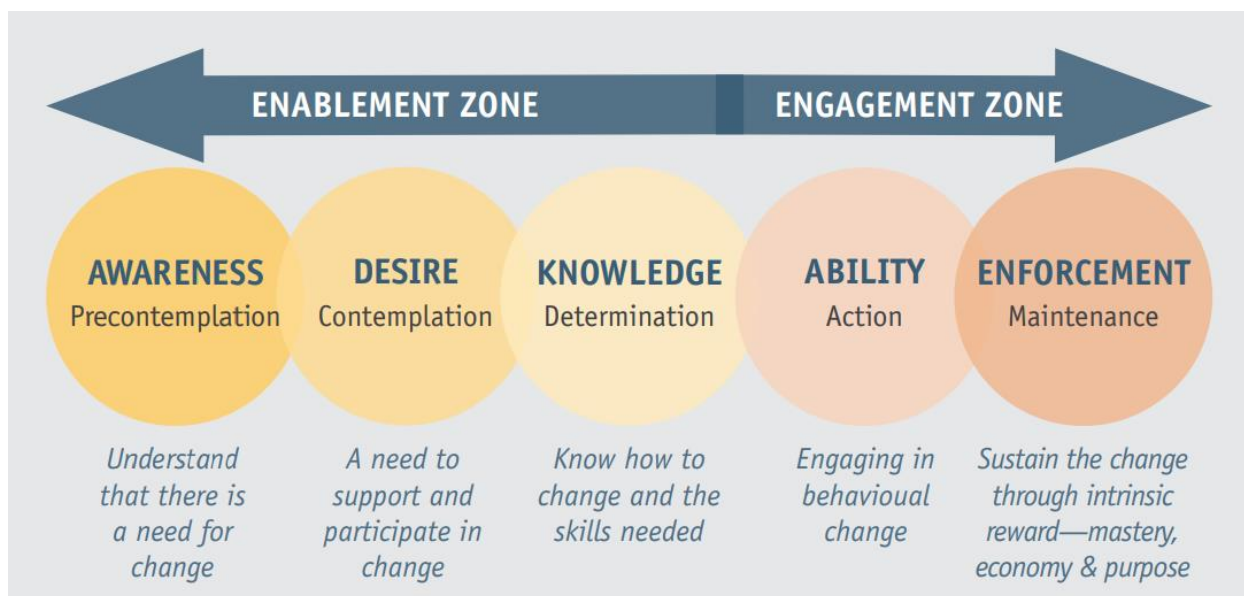 ENABLEMENT ZONE
ENGAGEMENT ZONE
AWARENESS
Precontemplation
DESIRE
Contemplation
KNOWLEDGE
Determination
ABILITY
Action
ENFORCEMENT
Maintenance
Understand
that there is
a need for
change
A need to
support and
participate in
change
Know how to
change and the
skills needed
Engaging in
behavioual
change
Sustain the change
through intrinsic
reward—mastery,
economy & purpose